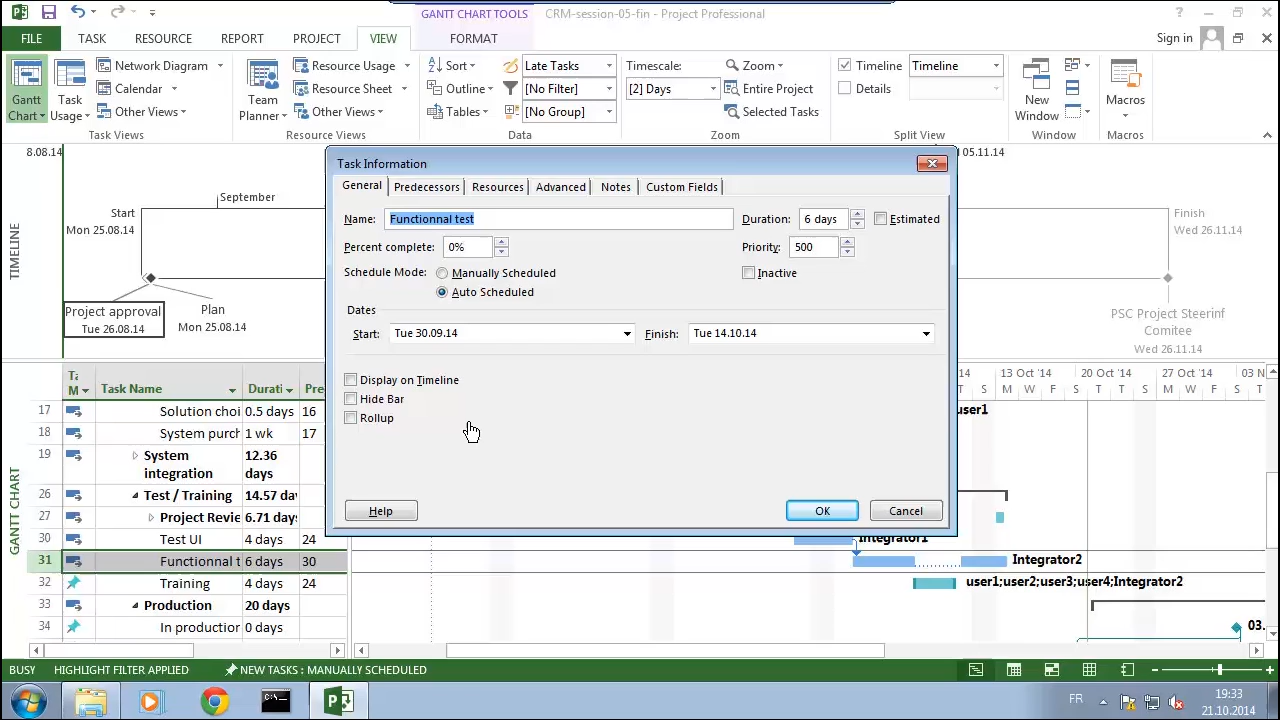 GANTT CHART TOOLS
CRM-session-05-fin - Project Professional
?
FILE
TASK
RESOURCE
REPORT
PROJECT
VIEW
FORMAT
Sign in
Gantt Chart
Task Usage
Network Diagram
Calendar
Other Views
Task Views
Team Planner
Resource Usage
Resource Sheet
Other Views
Resource Views
Sort
Outline
Tables
Late Tasks
[No Filter]
[No Group]
Data
Timescale:
[2] Days
Zoom
Entire Project
Selected Tasks
Zoom
Timeline
Timeline
Details
Split View
New Window
Window
Macros
Macros
TIMELINE
8.08.14
September
Start
Mon 25.08.14
Project approval
Tue 26.08.14
Plan
Mon 25.08.14
d 05.11.14
Finish
Wed 26.11.14
PSC Project Steerinf
Comitee
Wed 26.11.14
Task Information
General
Predecessors
Resources
Advanced
Notes
Custom Fields
Name:
Functionnal test
Duration:
6 days
Estimated
Percent complete:
0%
Priority:
500
Schedule Mode:
Manually Scheduled
Inactive
Auto Scheduled
Dates
Start:
Tue 30.09.14
Finish:
Tue 14.10.14
Display on Timeline
Hide Bar
Rollup
Help
OK
Cancel
GANTT CHART
Ta
M
Task Name
Durati
Pre
14
13 Oct '14
20 Oct '14
27 Oct '14
03 N
S M T W T F S S M T W T F S
17
Solution choi
0.5 days
16
user1
18
System purch
1 wk
17
19
System
integration
12.36
days
26
Test / Training
14.57 da
27
Project Revie
6.71 days
30
Test UI
4 days
24
Integrator1
31
Functionnal t
6 days
30
Integrator2
32
Training
4 days
24
user1;user2;user3;user4;Integrator2
33
Production
20 days
34
In production
0 days
03.
BUSY
HIGHLIGHT FILTER APPLIED
NEW TASKS : MANUALLY SCHEDULED
FR
19:33
21.10.2014